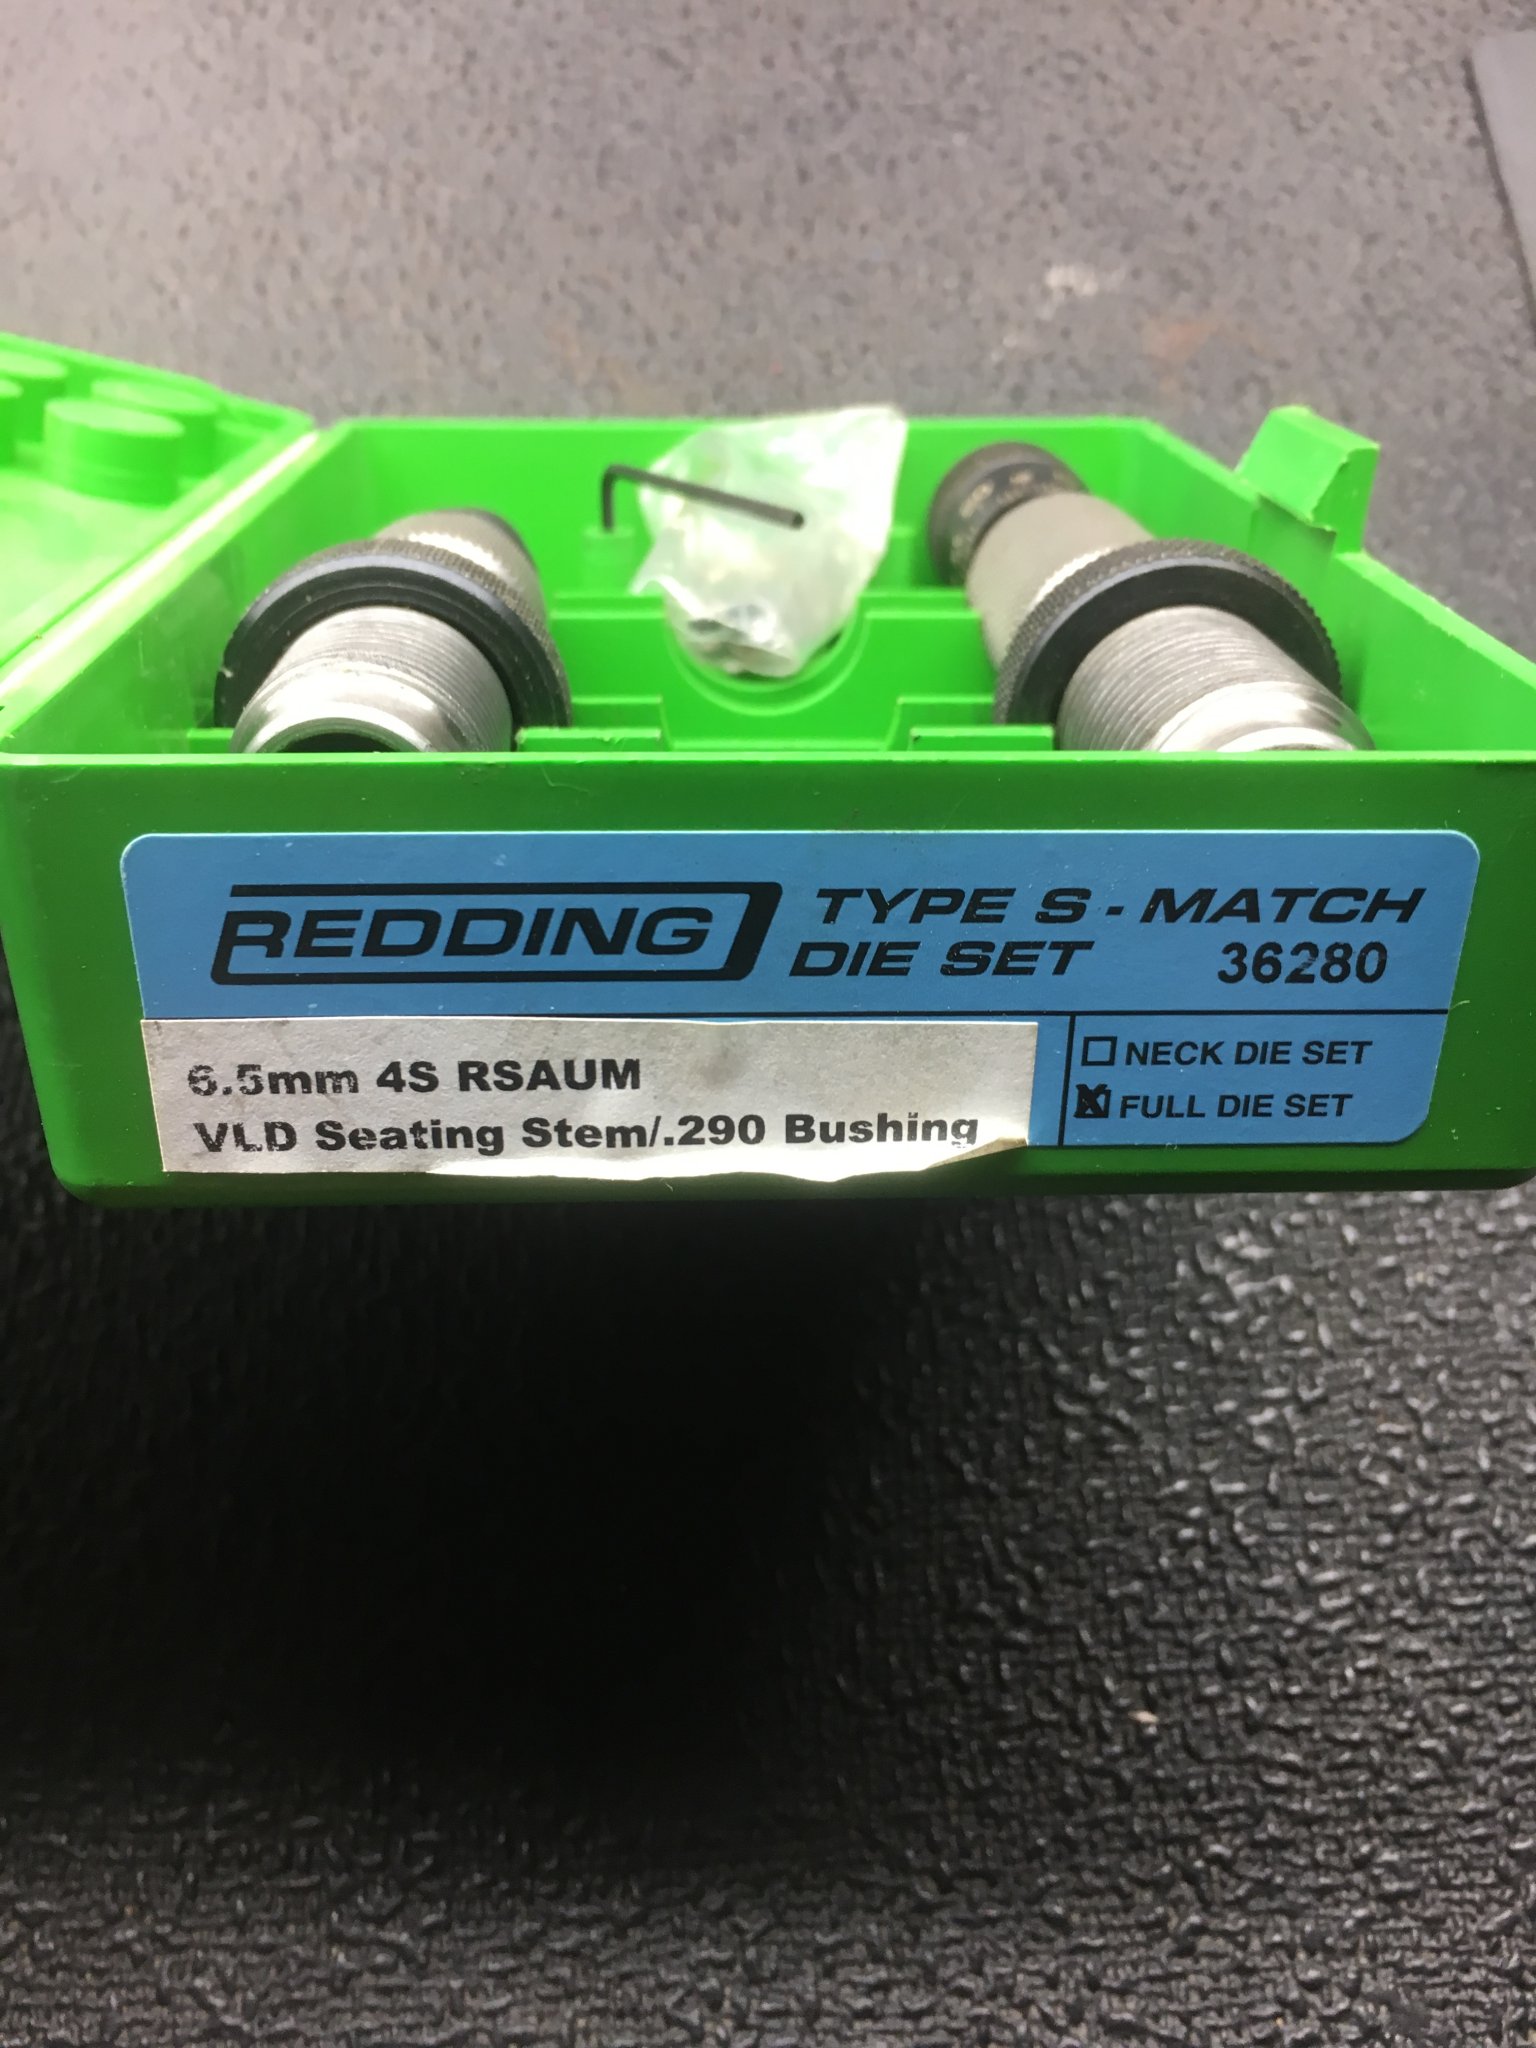 REDDING
TYPE S - MATCH
DIE SET 36280
6.5mm 4S RSAUM
VLD Seating Stem/.290 Bushing
NECK DIE SET
X FULL DIE SET